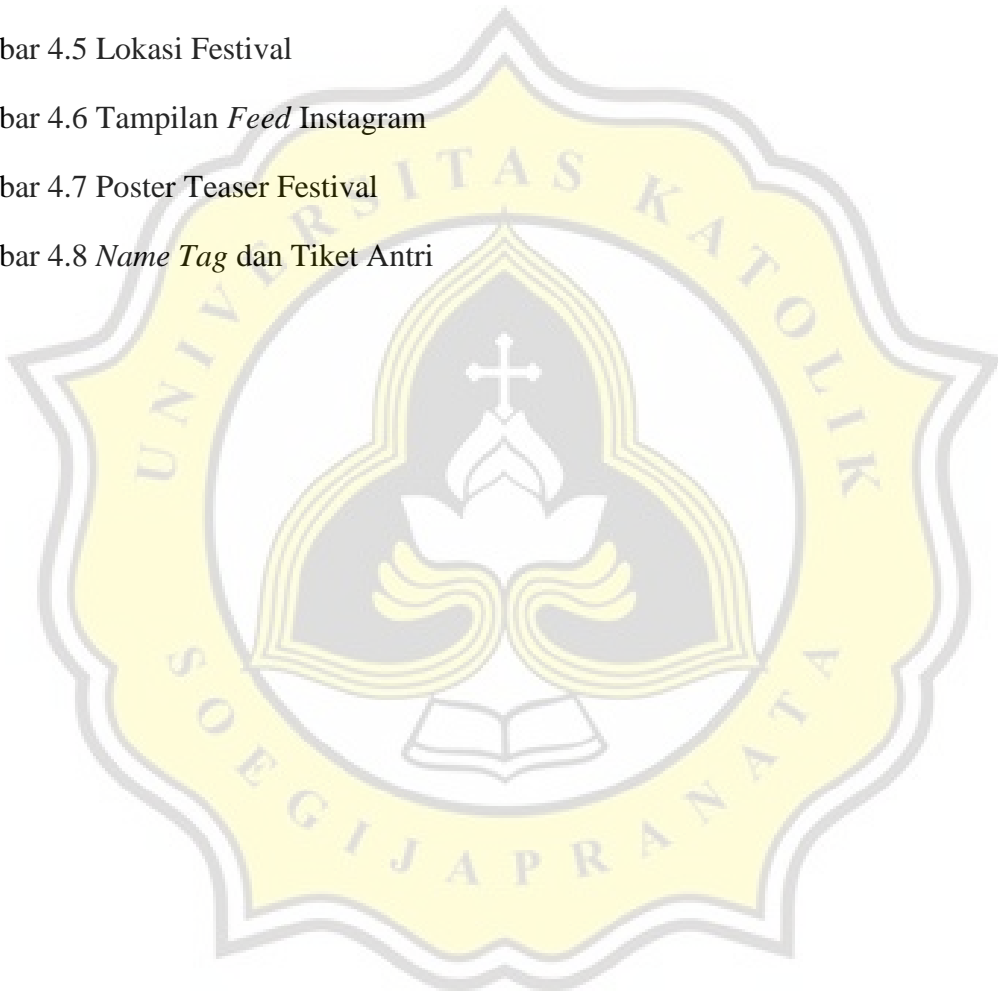 bar 4.5 Lokasi Festival
bar 4.6 Tampilan Feed Instagram
bar 4.7 Poster Teaser Festival
bar 4.8 Name Tag dan Tiket Antri
UNIVERSITAS KATOLIK
SOEGIJAPRANATA